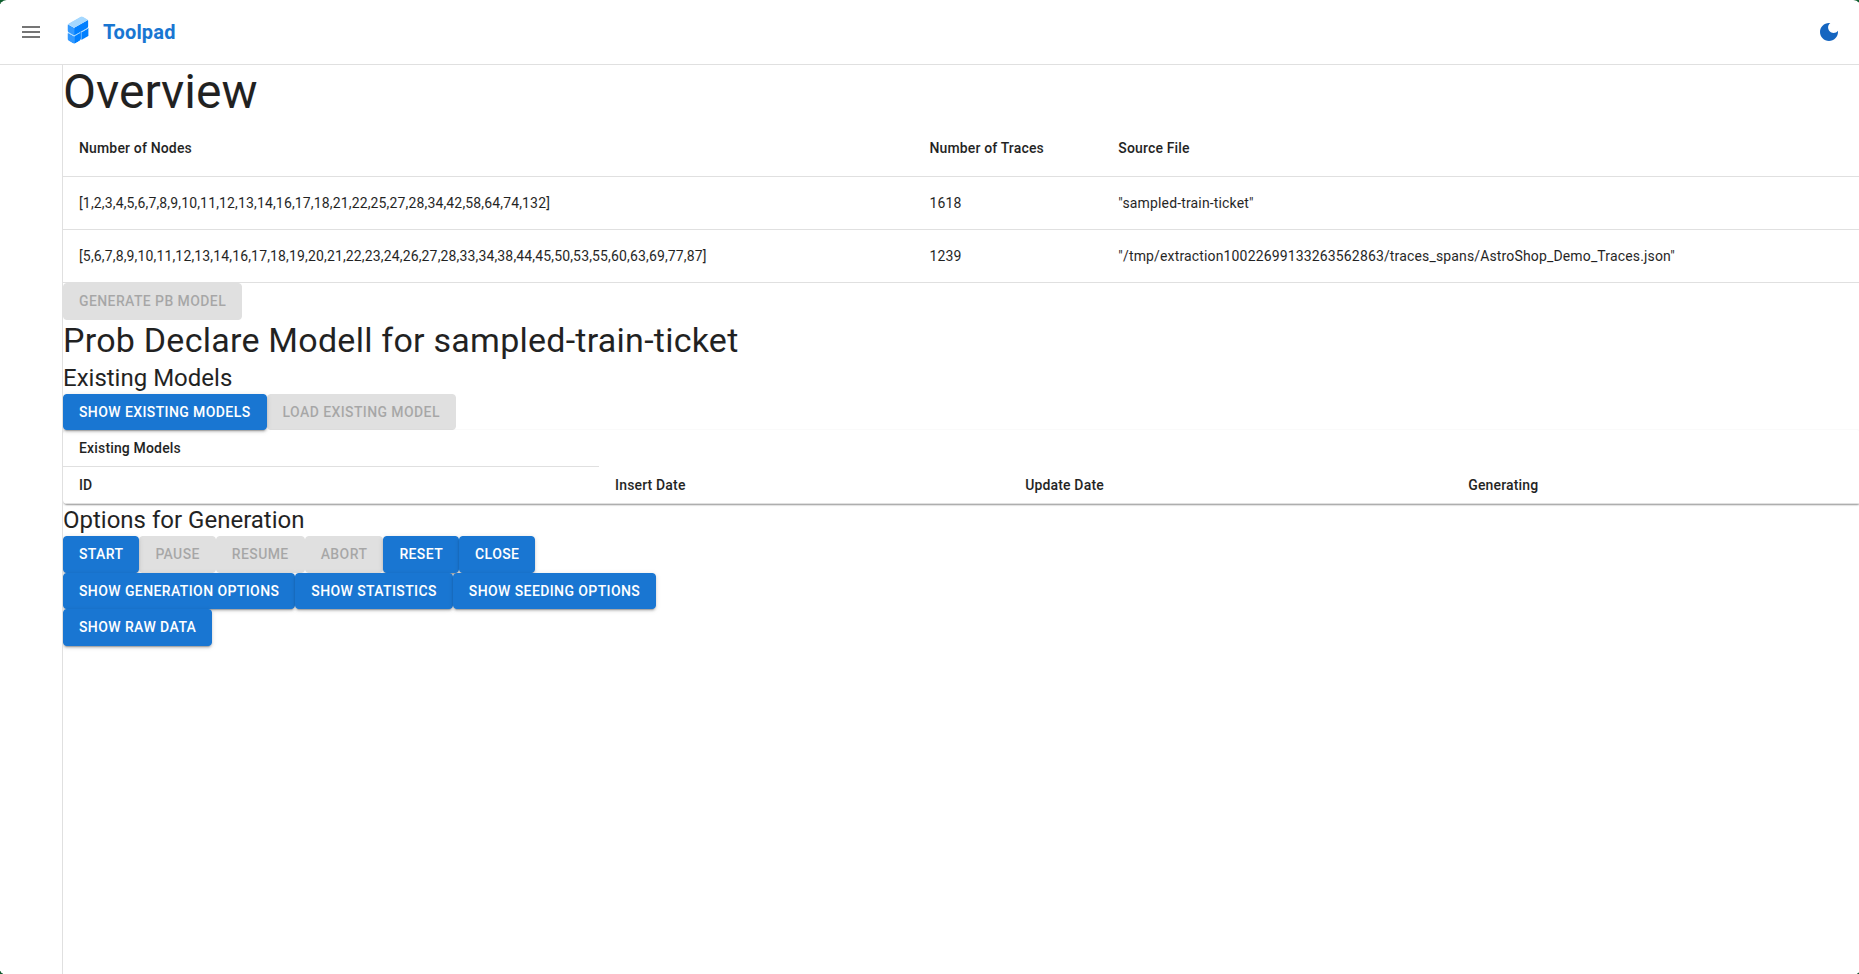 Toolpad
Overview
Number of Nodes Number of Traces Source File
[1,2,3,4,5,6,7,8,9,10,11,12,13,14,16,17,18,21,22,25,27,28,34,42,58,64,74,132] 1618 "sampled-train-ticket"
[5,6,7,8,9,10,11,12,13,14,16,17,18,19,20,21,22,23,24,26,27,28,33,34,38,44,45,50,53,55,60,63,69,77,87] 1239 "/tmp/extraction10022699133263562863/traces_spans/AstroShop_Demo_Traces.json"
GENERATE PB MODEL
Prob Declare Modell for sampled-train-ticket
Existing Models
SHOW EXISTING MODELS LOAD EXISTING MODEL
Existing Models
ID Insert Date Update Date Generating
Options for Generation
START PAUSE RESUME ABORT RESET CLOSE
SHOW GENERATION OPTIONS SHOW STATISTICS SHOW SEEDING OPTIONS
SHOW RAW DATA